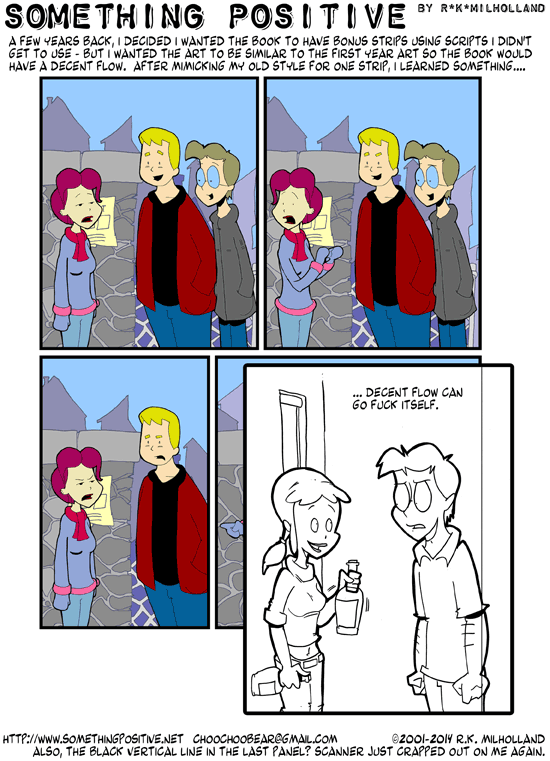 SOMETHING POSITIVE BY R*K*MILHOLLAND
A FEW YEARS BACK, I DECIDED I WANTED THE BOOK TO HAVE BONUS STRIPS USING SCRIPTS I DIDN'T
GET TO USE - BUT I WANTED THE ART TO BE SIMILAR TO THE FIRST YEAR ART SO THE BOOK WOULD
HAVE A DECENT FLOW. AFTER MIMICKING MY OLD STYLE FOR ONE STRIP, I LEARNED SOMETHING....
... DECENT FLOW CAN
GO FUCK ITSELF.
HTTP://WWW.SOMETHINGPOSITIVE.NET CHOOCHOOBEAR@GMAIL.COM ©2001-2014 R.K. MILHOLLAND
ALSO, THE BLACK VERTICAL LINE IN THE LAST PANEL? SCANNER JUST CRAPPED OUT ON ME AGAIN.